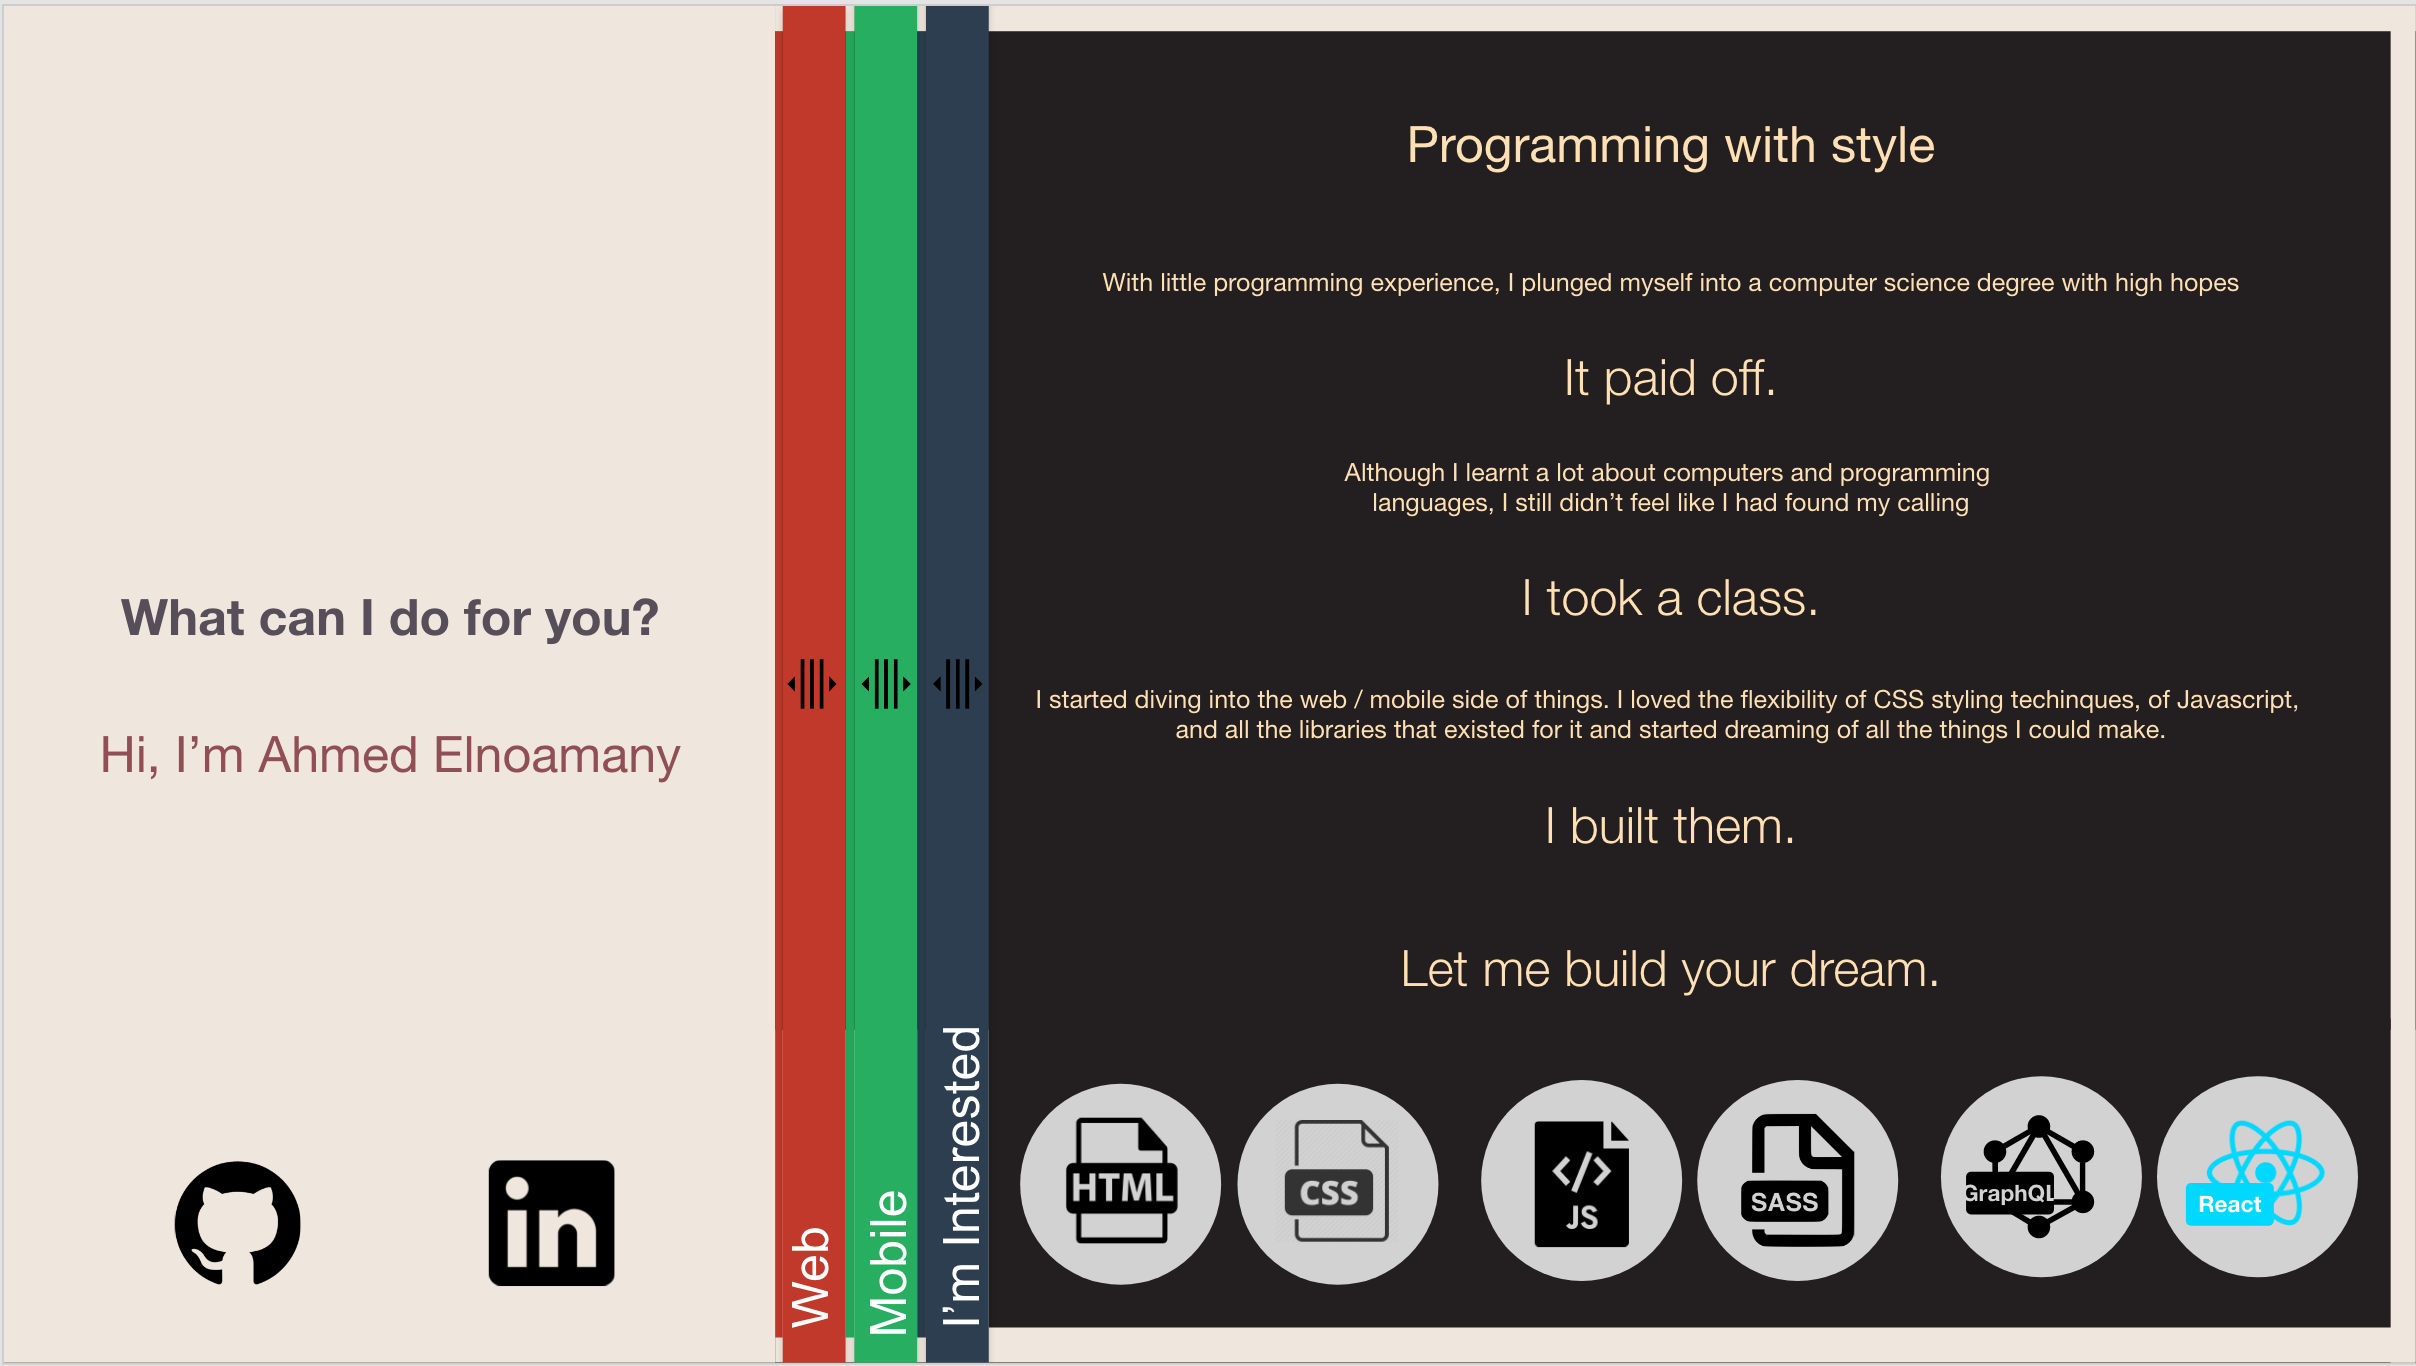 What can I do for you?
Hi, I’m Ahmed Elnoamany
in
Web
Mobile
I’m Interested
Programming with style
With little programming experience, I plunged myself into a computer science degree with high hopes
It paid off.
Although I learnt a lot about computers and programming
languages, I still didn’t feel like I had found my calling
I took a class.
I started diving into the web / mobile side of things. I loved the flexibility of CSS styling techinques, of Javascript,
and all the libraries that existed for it and started dreaming of all the things I could make.
I built them.
Let me build your dream.
HTML
CSS
</>
JS
SASS
GraphQL
React